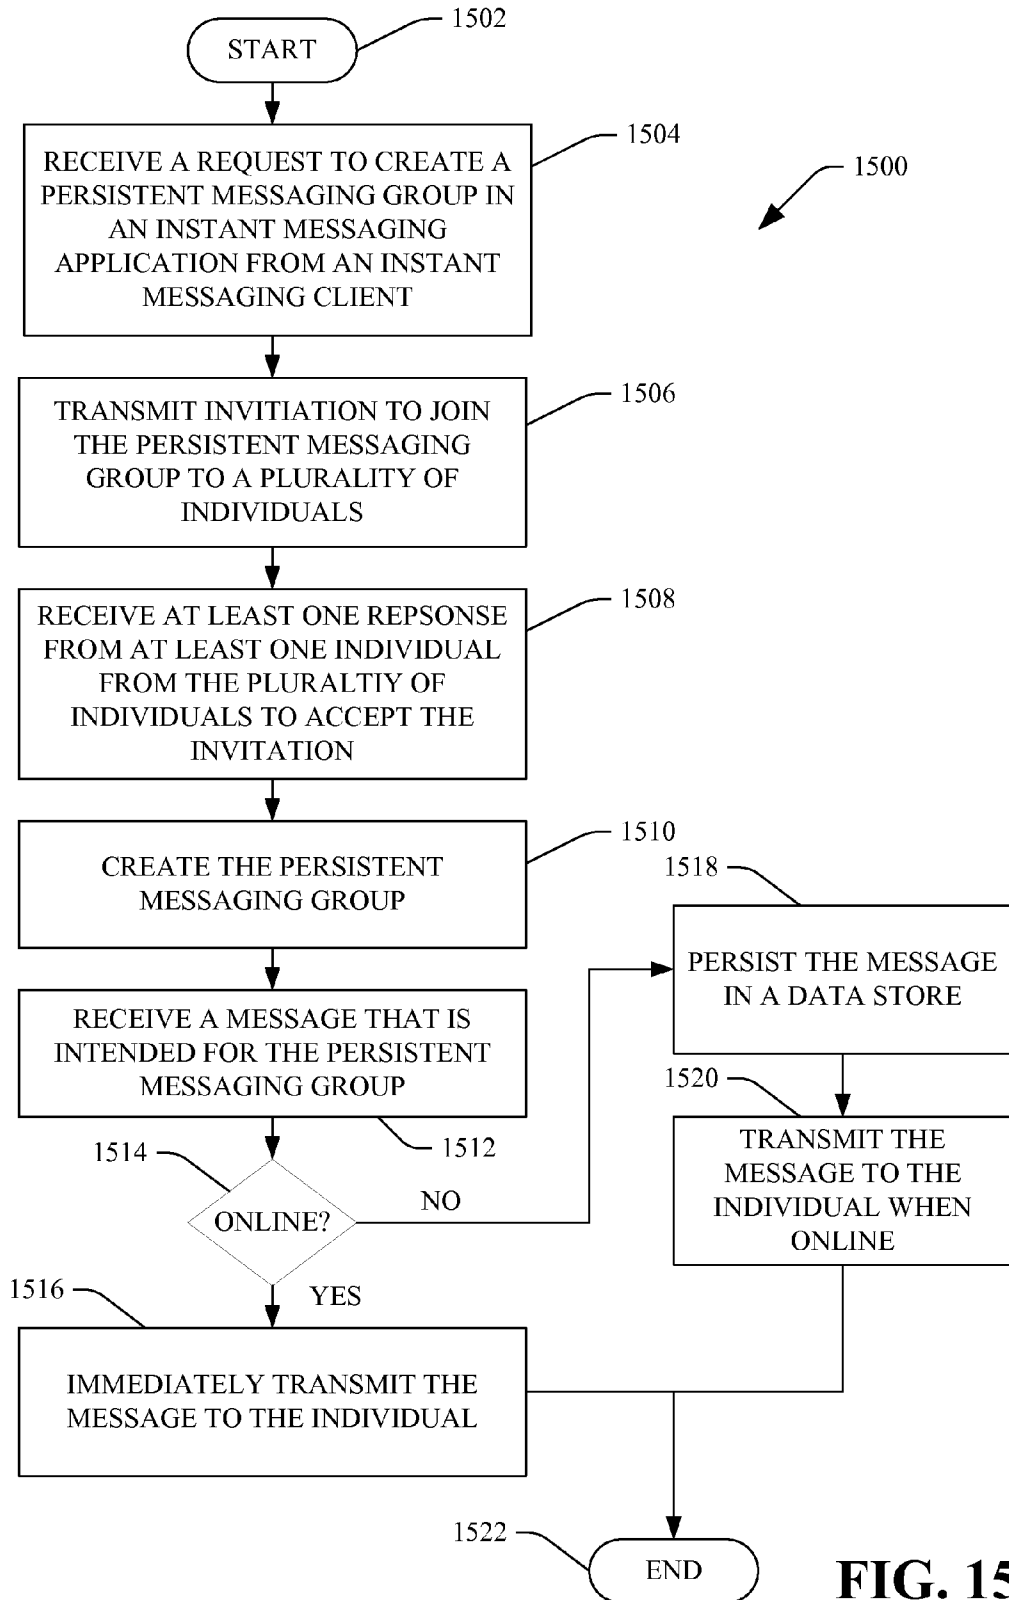 1502
START
1504
RECEIVE A REQUEST TO CREATE A
PERSISTENT MESSAGING GROUP IN
AN INSTANT MESSAGING
APPLICATION FROM AN INSTANT
MESSAGING CLIENT
1500
1506
TRANSMIT INVITIATION TO JOIN
THE PERSISTENT MESSAGING
GROUP TO A PLURALITY OF
INDIVIDUALS
1508
RECEIVE AT LEAST ONE REPSONSE
FROM AT LEAST ONE INDIVIDUAL
FROM THE PLURALTIY OF
INDIVIDUALS TO ACCEPT THE
INVITATION
1510
CREATE THE PERSISTENT
MESSAGING GROUP
1518
PERSIST THE MESSAGE
IN A DATA STORE
RECEIVE A MESSAGE THAT IS
INTENDED FOR THE PERSISTENT
MESSAGING GROUP
1512
1520
TRANSMIT THE
MESSAGE TO THE
INDIVIDUAL WHEN
ONLINE
1514
ONLINE?
NO
YES
1516
IMMEDIATELY TRANSMIT THE
MESSAGE TO THE INDIVIDUAL
1522
END
FIG. 15